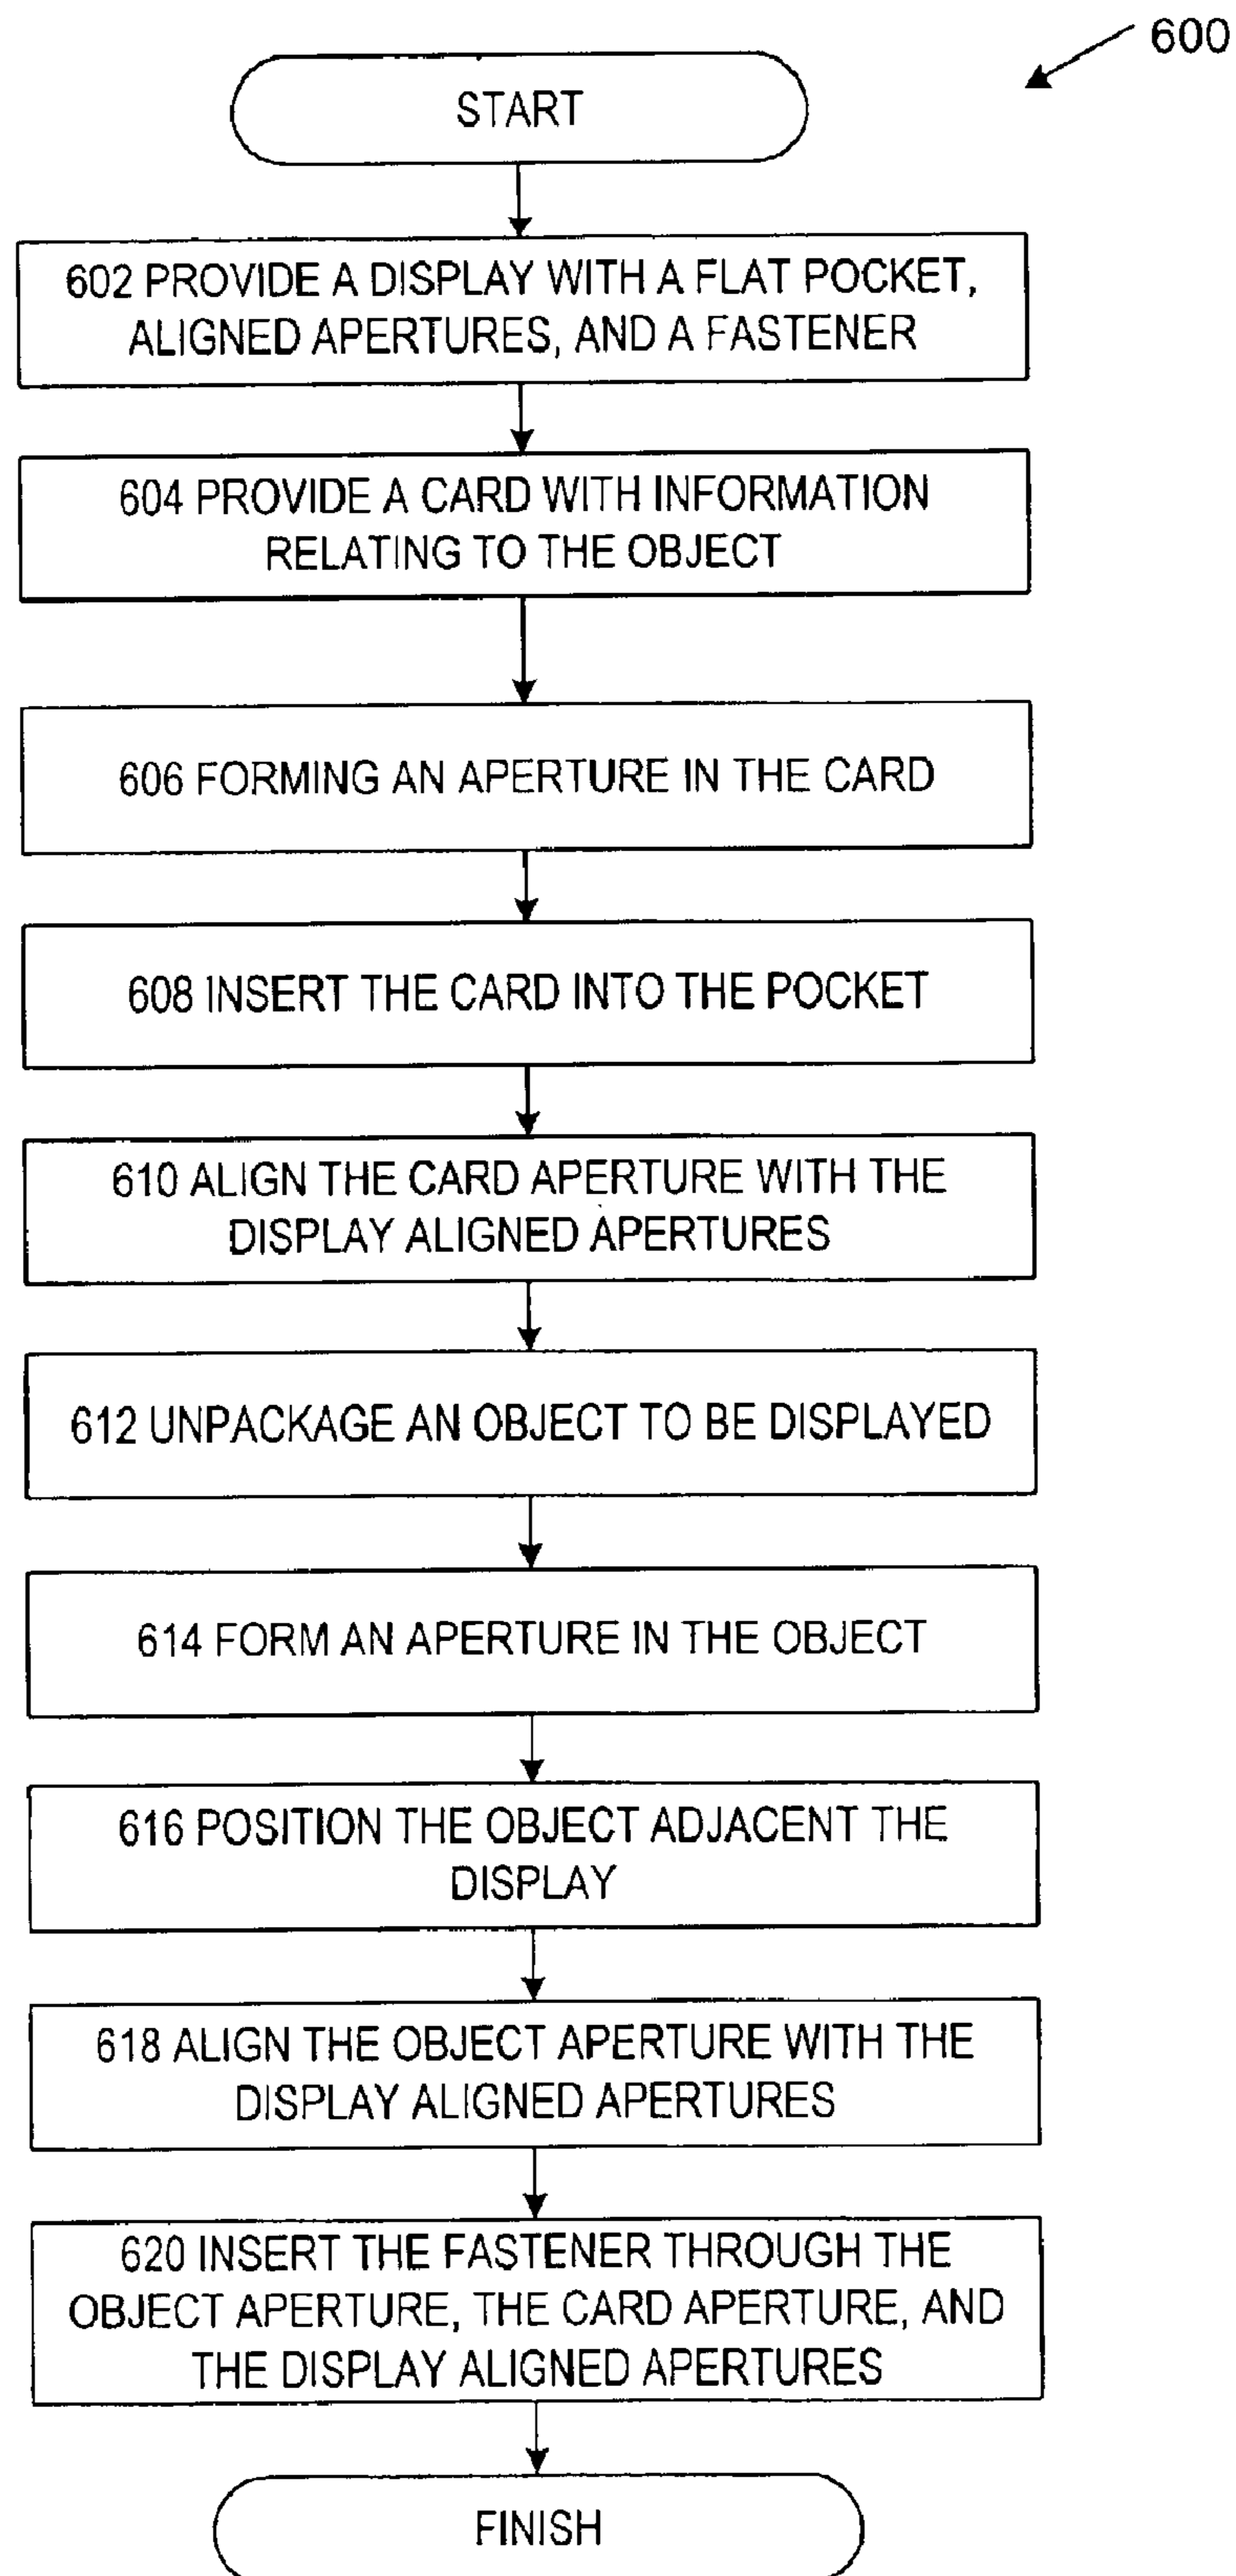 600
START
602 PROVIDE A DISPLAY WITH A FLAT POCKET,
ALIGNED APERTURES, AND A FASTENER
604 PROVIDE A CARD WITH INFORMATION
RELATING TO THE OBJECT
606 FORMING AN APERTURE IN THE CARD
608 INSERT THE CARD INTO THE POCKET
610 ALIGN THE CARD APERTURE WITH THE
DISPLAY ALIGNED APERTURES
612 UNPACKAGE AN OBJECT TO BE DISPLAYED
614 FORM AN APERTURE IN THE OBJECT
616 POSITION THE OBJECT ADJACENT THE
DISPLAY
618 ALIGN THE OBJECT APERTURE WITH THE
DISPLAY ALIGNED APERTURES
620 INSERT THE FASTENER THROUGH THE
OBJECT APERTURE, THE CARD APERTURE, AND
THE DISPLAY ALIGNED APERTURES
FINISH